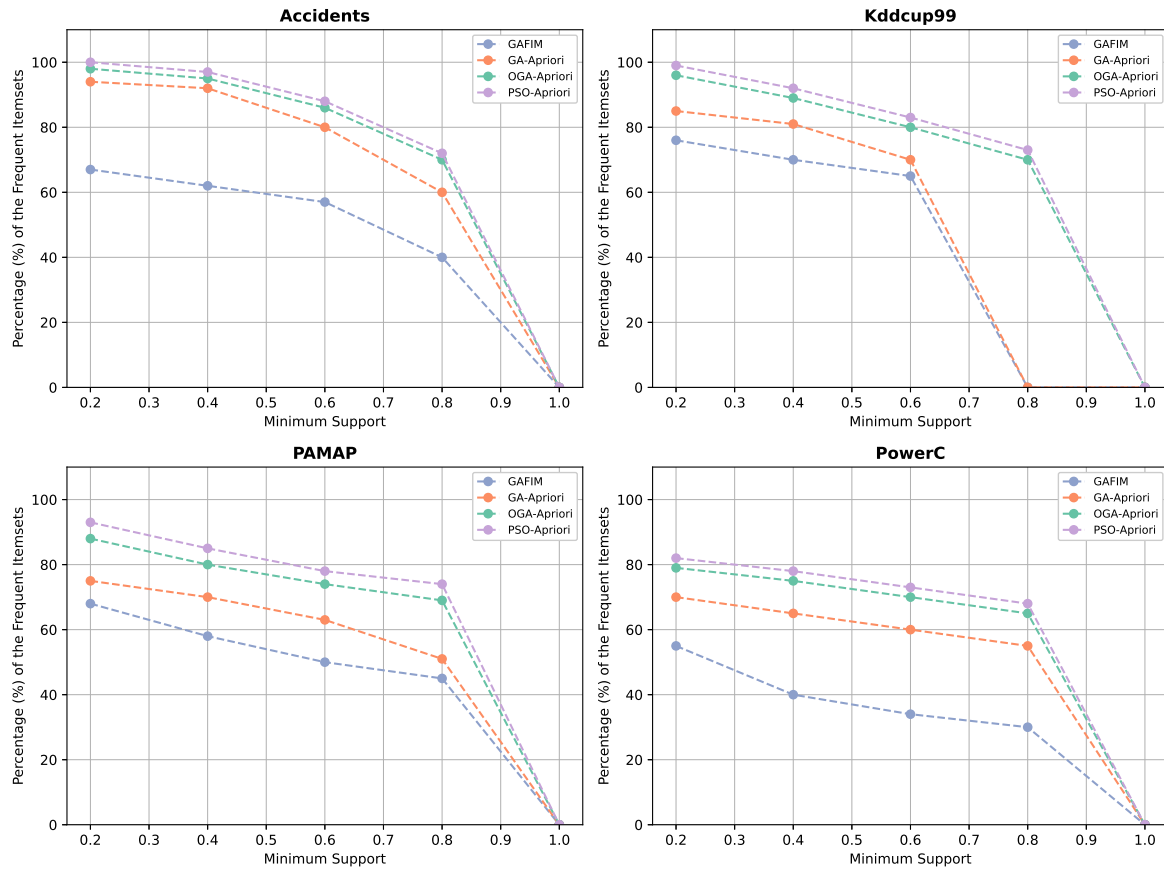 Accidents
Percentage (%) of the Frequent Itemsets
100
80
60
40
20
0
GAFIM
GA-Apriori
OGA-Apriori
PSO-Apriori
0.2 0.3 0.4 0.5 0.6 0.7 0.8 0.9 1.0
Minimum Support
Kddcup99
Percentage (%) of the Frequent Itemsets
100
80
60
40
20
0
GAFIM
GA-Apriori
OGA-Apriori
PSO-Apriori
0.2 0.3 0.4 0.5 0.6 0.7 0.8 0.9 1.0
Minimum Support
PAMAP
Percentage (%) of the Frequent Itemsets
100
80
60
40
20
0
GAFIM
GA-Apriori
OGA-Apriori
PSO-Apriori
0.2 0.3 0.4 0.5 0.6 0.7 0.8 0.9 1.0
Minimum Support
PowerC
Percentage (%) of the Frequent Itemsets
100
80
60
40
20
0
GAFIM
GA-Apriori
OGA-Apriori
PSO-Apriori
0.2 0.3 0.4 0.5 0.6 0.7 0.8 0.9 1.0
Minimum Support